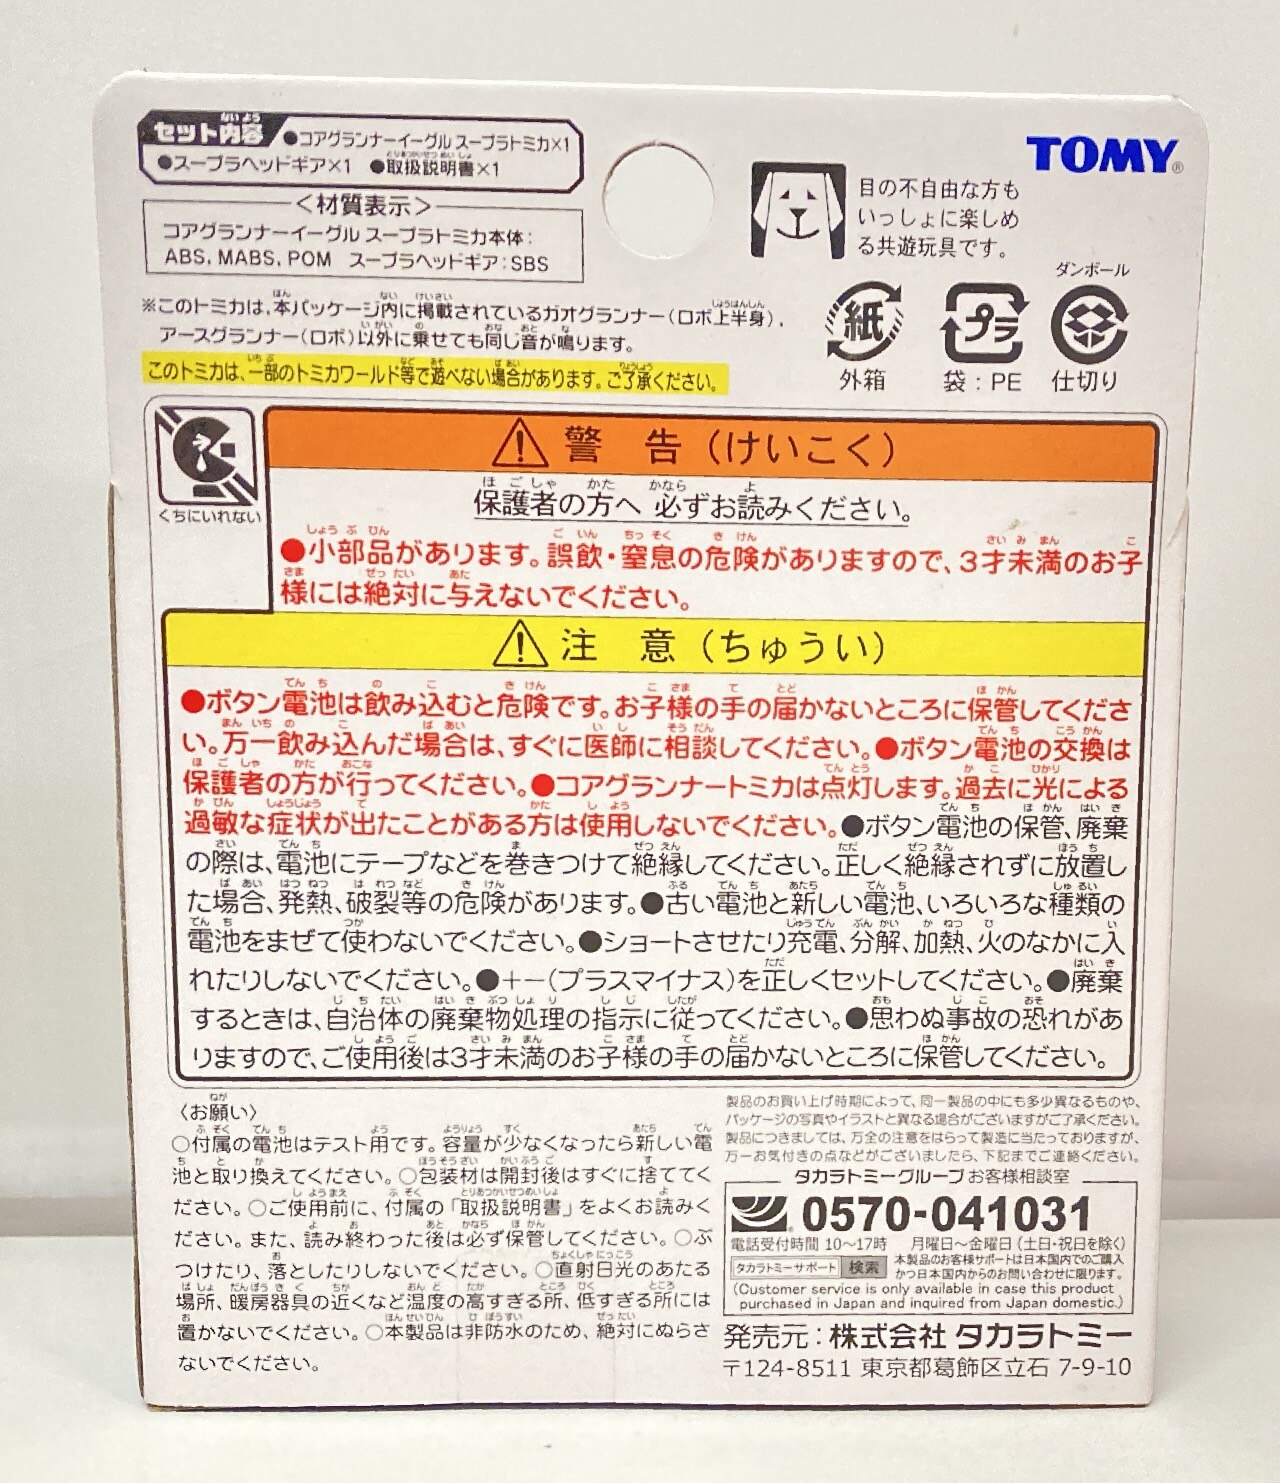 セット内容 ●コアグランナーイーグル スープラトミカ×1
●スープラヘッドギア×1 ●取扱説明書×1
＜材質表示＞
コアグランナーイーグル スープラトミカ本体：
ABS, MABS, POM スープラヘッドギア：SBS
※このトミカは、本パッケージ内に掲載されているガオグランナー（ロボ上半身）、
アースグランナー（ロボ）以外に乗せても同じ音が鳴ります。
このトミカは、一部のトミカワールド等で遊べない場合があります。ご了承ください。
TOMY®
目の不自由な方も
いっしょに楽しめ
る共遊玩具です。
紙
外箱
プラ
袋：PE
ダンボール
仕切り
くちにいれない
警 告（けいこく）
保護者の方へ 必ずお読みください。
●小部品があります。誤飲・窒息の危険がありますので、3才未満のお子
様には絶対に与えないでください。
注 意（ちゅうい）
●ボタン電池は飲み込むと危険です。お子様の手の届かないところに保管してくださ
い。万一飲み込んだ場合は、すぐに医師に相談してください。●ボタン電池の交換は
保護者の方が行ってください。●コアグランナートミカは点灯します。過去に光による
過敏な症状が出たことがある方は使用しないでください。●ボタン電池の保管、廃棄
の際は、電池にテープなどを巻きつけて絶縁してください。正しく絶縁されずに放置し
た場合、発熱、破裂等の危険があります。●古い電池と新しい電池、いろいろな種類の
電池をまぜて使わないでください。●ショートさせたり充電、分解、加熱、火のなかに入
れたりしないでください。●＋－（プラスマイナス）を正しくセットしてください。●廃棄
するときは、自治体の廃棄物処理の指示に従ってください。●思わぬ事故の恐れがあ
りますので、ご使用後は3才未満のお子様の手の届かないところに保管してください。
〈お願い〉
○付属の電池はテスト用です。容量が少なくなったら新しい電
池と取り換えてください。○包装材は開封後はすぐに捨ててく
ださい。○ご使用前に、付属の「取扱説明書」をよくお読みく
ださい。また、読み終わった後は必ず保管してください。○ぶ
つけたり、落としたりしないでください。○直射日光のあたる
場所、暖房器具の近くなど温度の高すぎる所、低すぎる所には
置かないでください。○本製品は非防水のため、絶対にぬらさ
ないでください。
製品のお買い上げ時期によって、同一製品の中にも多少異なるものや、
パッケージの写真やイラストと異なる場合がございますがご了承ください。
製品につきましては、万全の注意をはらって製造に当たっておりますが、
万一お気付きの点などがございましたら、下記までご連絡ください。
タカラトミーグループお客様相談室
0570-041031
電話受付時間 10～17時 月曜日～金曜日（土日・祝日を除く）
タカラトミーサポート 検索 本製品のお客様サポートは日本国内でのご購入
かつ日本国内からのお問い合わせに限ります。
(Customer service is only available in case this product
purchased in Japan and inquired from Japan domestic.)
発売元：株式会社 タカラトミー
〒124-8511 東京都葛飾区立石 7-9-10